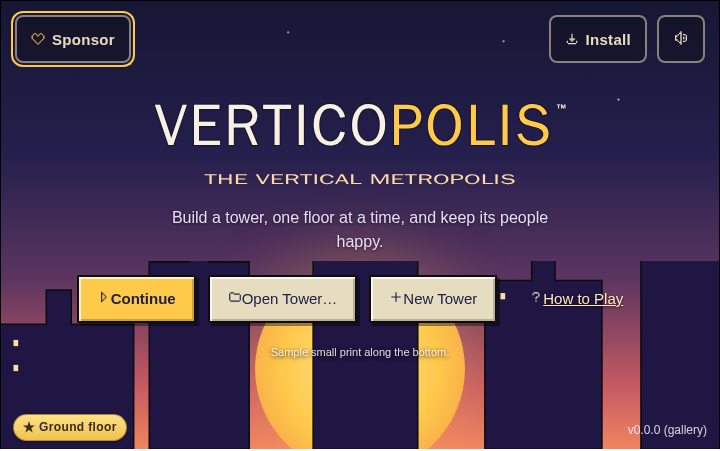 Sponsor
Install
VERTICOPOLIS™
THE VERTICAL METROPOLIS
Build a tower, one floor at a time, and keep its people
happy.
Continue
Open Tower…
New Tower
? How to Play
Sample small print along the bottom.
★ Ground floor
v0.0.0 (gallery)